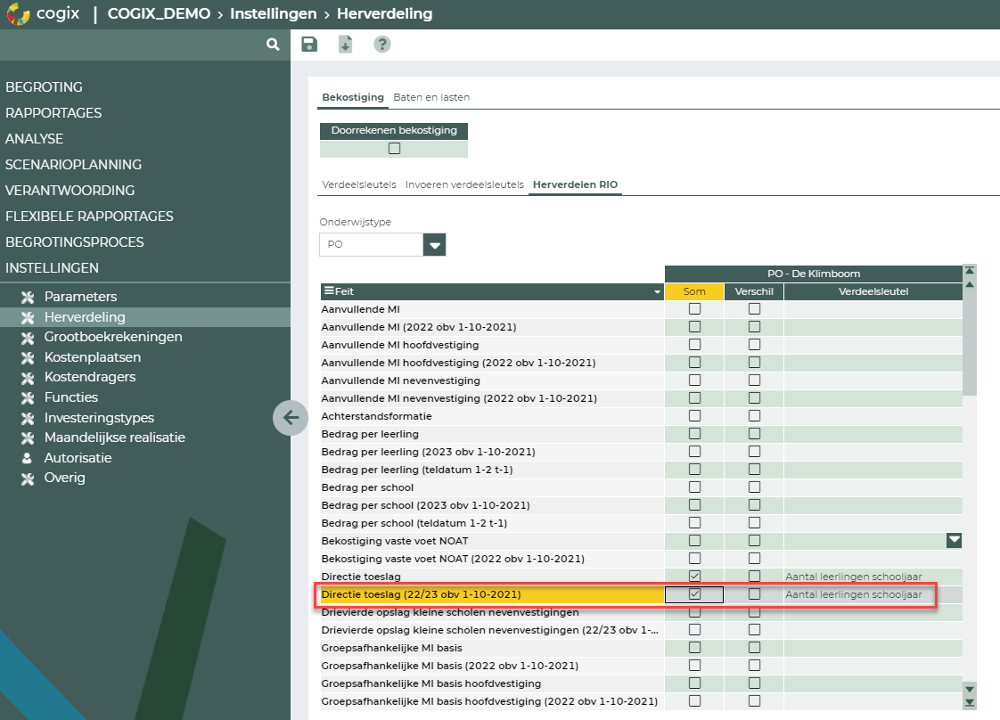 cogix | COGIX_DEMO › Instellingen › Herverdeling
BEGROTING
RAPPORTAGES
ANALYSE
SCENARIOPLANNING
VERANTWOORDING
FLEXIBELE RAPPORTAGES
BEGROTINGSPROCES
INSTELLINGEN
Parameters
Herverdeling
Grootboekrekeningen
Kostenplaatsen
Kostendragers
Functies
Investeringstypes
Maandelijkse realisatie
Autorisatie
Overig
?
Bekostiging Baten en lasten
Doorrekenen bekostiging
Verdeelsleutels Invoeren verdeelsleutels Herverdelen RIO
Onderwijstype
PO
PO - De Klimboom
Feit Som Verschil Verdeelsleutel
Aanvullende MI
Aanvullende MI (2022 obv 1-10-2021)
Aanvullende MI hoofdvestiging
Aanvullende MI hoofdvestiging (2022 obv 1-10-2021)
Aanvullende MI nevenvestiging
Aanvullende MI nevenvestiging (2022 obv 1-10-2021)
Achterstandsformatie
Bedrag per leerling
Bedrag per leerling (2023 obv 1-10-2021)
Bedrag per leerling (teldatum 1-2 t-1)
Bedrag per school
Bedrag per school (2023 obv 1-10-2021)
Bedrag per school (teldatum 1-2 t-1)
Bekostiging vaste voet NOAT
Bekostiging vaste voet NOAT (2022 obv 1-10-2021)
Directie toeslag Aantal leerlingen schooljaar
Directie toeslag (22/23 obv 1-10-2021) Aantal leerlingen schooljaar
Drievierde opslag kleine scholen nevenvestigingen
Drievierde opslag kleine scholen nevenvestigingen (22/23 obv 1-...
Groepsafhankelijke MI basis
Groepsafhankelijke MI basis (2022 obv 1-10-2021)
Groepsafhankelijke MI basis hoofdvestiging
Groepsafhankelijke MI basis hoofdvestiging (2022 obv 1-10-2021)